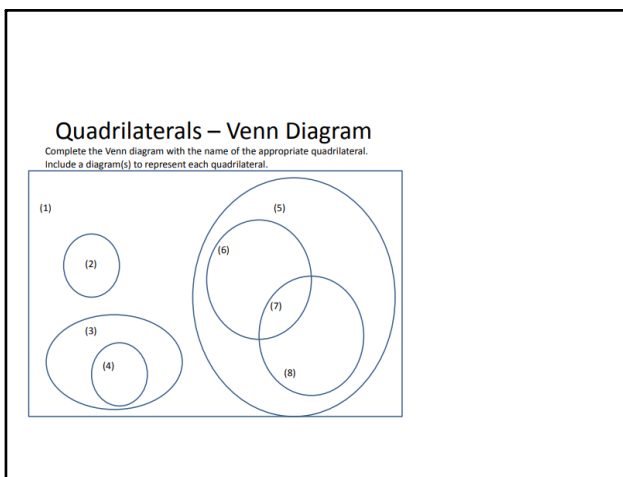 Quadrilaterals – Venn Diagram
Complete the Venn diagram with the name of the appropriate quadrilateral.
Include a diagram(s) to represent each quadrilateral.
(1)
(2)
(3)
(4)
(5)
(6)
(7)
(8)